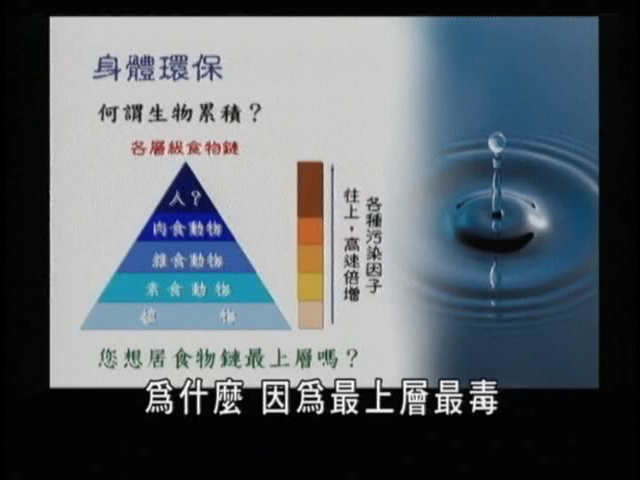 身體環保
何謂生物累積？
各層級食物鏈
人？
肉食動物
雜食動物
素食動物
植 物
各種污染因子
往上，高速倍增
您想居食物鏈最上層嗎？
爲什麼 因爲最上層最毒